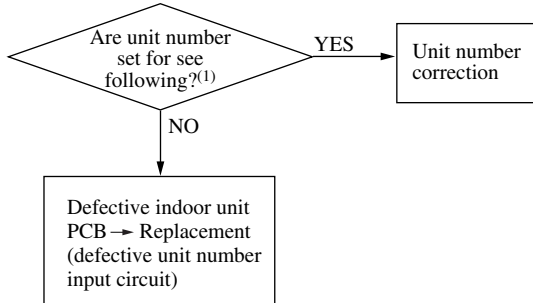 Are unit number
set for see
following?(1)
YES
Unit number
correction
NO
Defective indoor unit
PCB → Replacement
(defective unit number
input circuit)